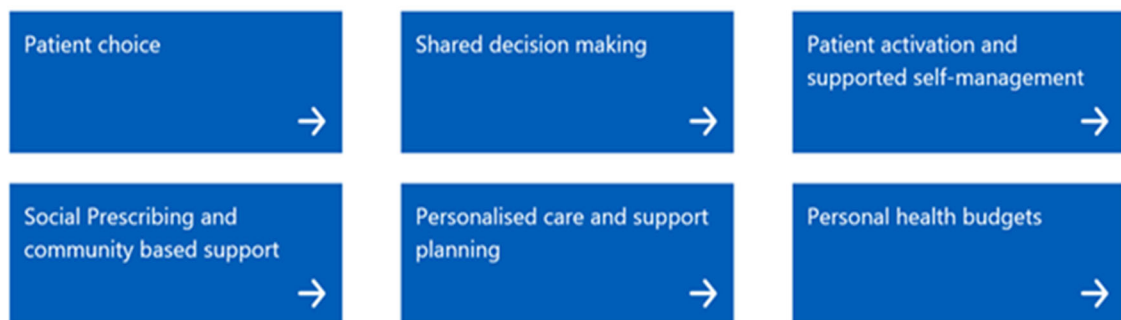 Patient choice
Shared decision making
Patient activation and
supported self-management
Social Prescribing and
community based support
Personalised care and support
planning
Personal health budgets